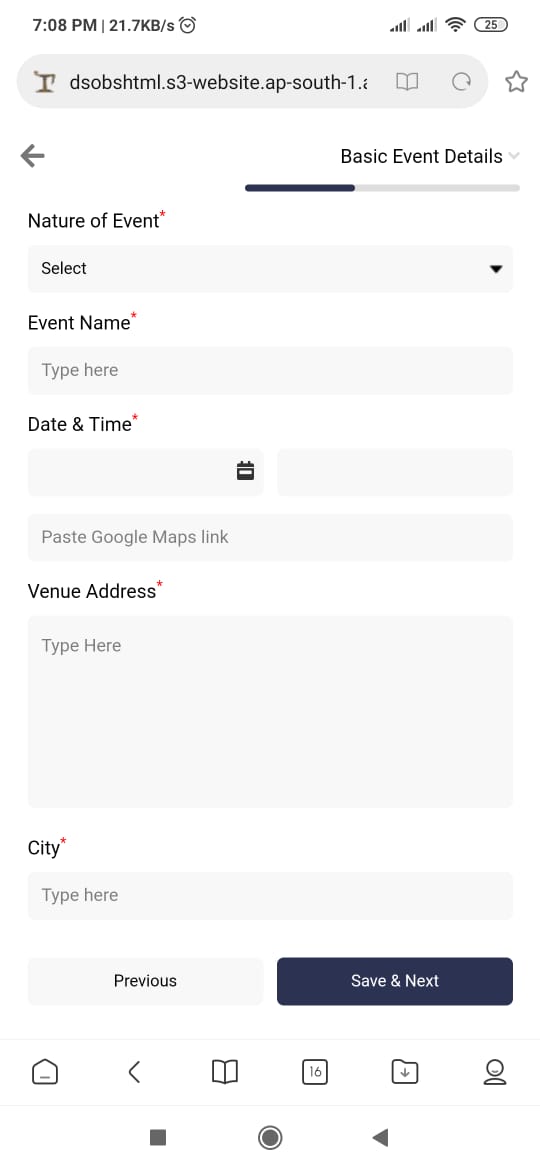 7:08 PM | 21.7KB/s 25
dsobshtml.s3-website.ap-south-1.
Basic Event Details
Nature of Event*
Select
Event Name*
Type here
Date & Time*
Paste Google Maps link
Venue Address*
Type Here
City*
Type here
Previous Save & Next
16